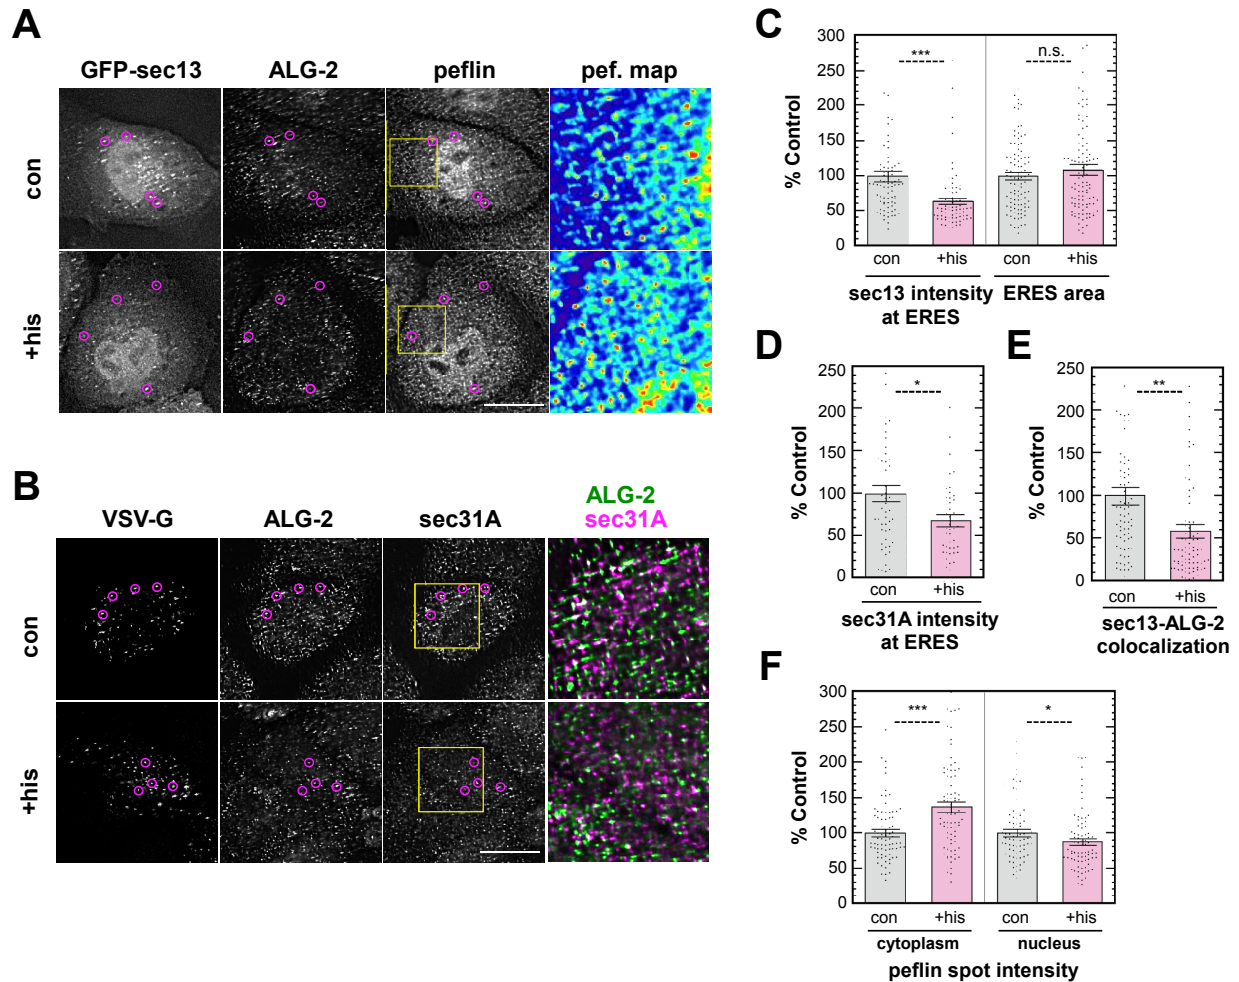 A
GFP-sec13 ALG-2 peflin pef. map
con
+his
B
VSV-G ALG-2 sec31A ALG-2
sec31A
con
+his
C
300
250
200
150
100
50
0
% Control
*** n.s.
con +his con +his
sec13 intensity
at ERES
ERES area
D
250
200
150
100
50
0
% Control
*
con +his
sec31A intensity
at ERES
E
250
200
150
100
50
0
% Control
**
con +his
sec13-ALG-2
colocalization
F
300
250
200
150
100
50
0
% Control
*** *
con +his con +his
cytoplasm nucleus
peflin spot intensity